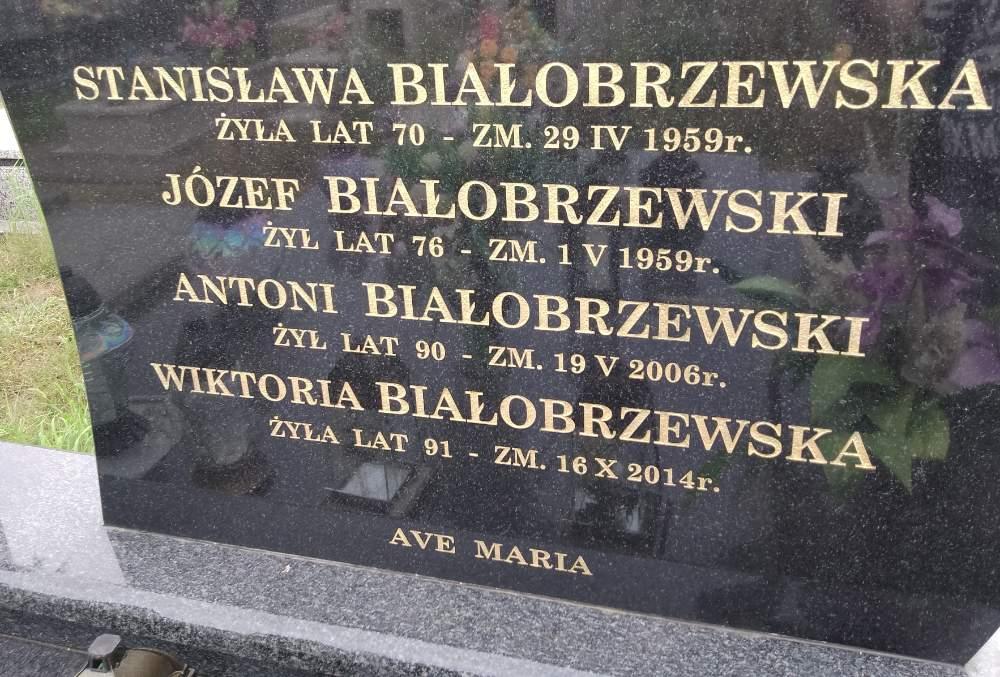 STANISŁAWA BIAŁOBRZEWSKA
ŻYŁA LAT 70 - ZM. 29 IV 1959r.
JÓZEF BIAŁOBRZEWSKI
ŻYŁ LAT 76 - ZM. 1 V 1959r.
ANTONI BIAŁOBRZEWSKI
ŻYŁ LAT 90 - ZM. 19 V 2006r.
WIKTORIA BIAŁOBRZEWSKA
ŻYŁA LAT 91 - ZM. 16 X 2014r.
AVE MARIA